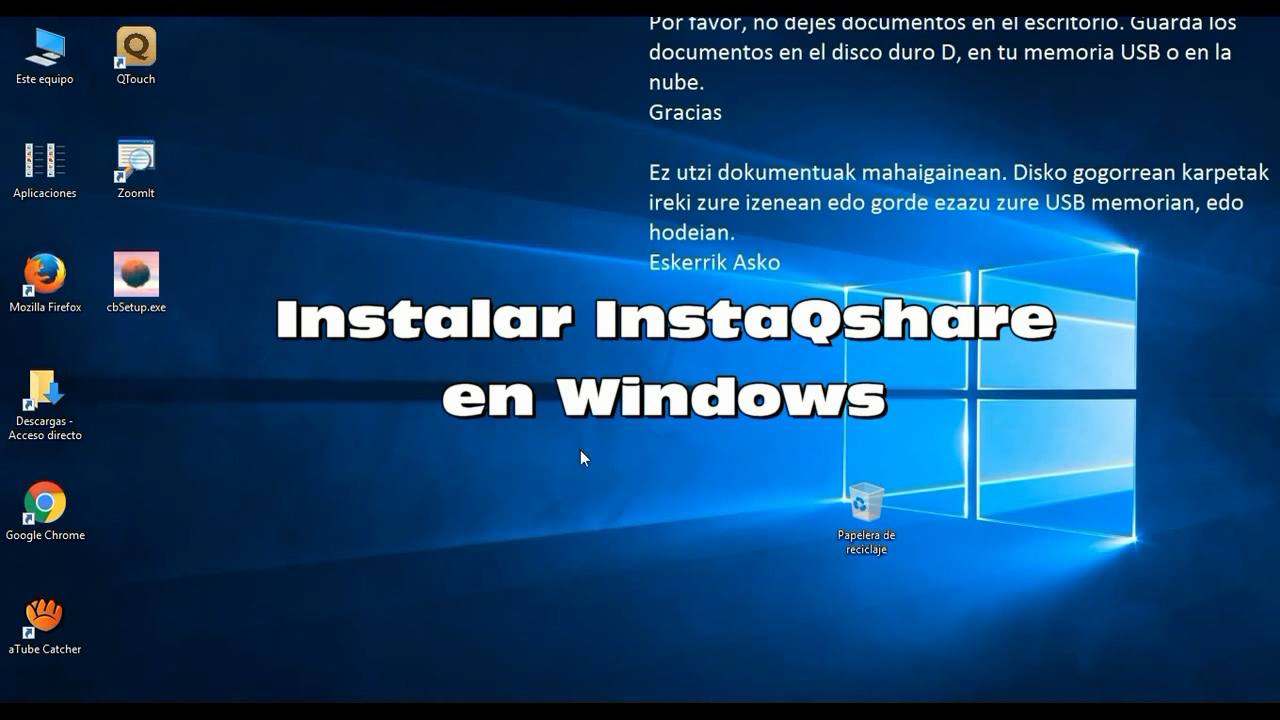 Por favor, no dejes documentos en el escritorio. Guarda los
documentos en el disco duro D, en tu memoria USB o en la
nube.
Gracias
Ez utzi dokumentuak mahaigainean. Disko gogorrean karpetak
ireki zure izenean edo gorde ezazu zure USB memorian, edo
hodeian.
Eskerrik Asko
Instalar InstaQshare
en Windows
Este equipo
QTouch
Aplicaciones
ZoomIt
Mozilla Firefox
cbSetup.exe
Descargas -
Acceso directo
Google Chrome
aTube Catcher
Papelera de
reciclaje